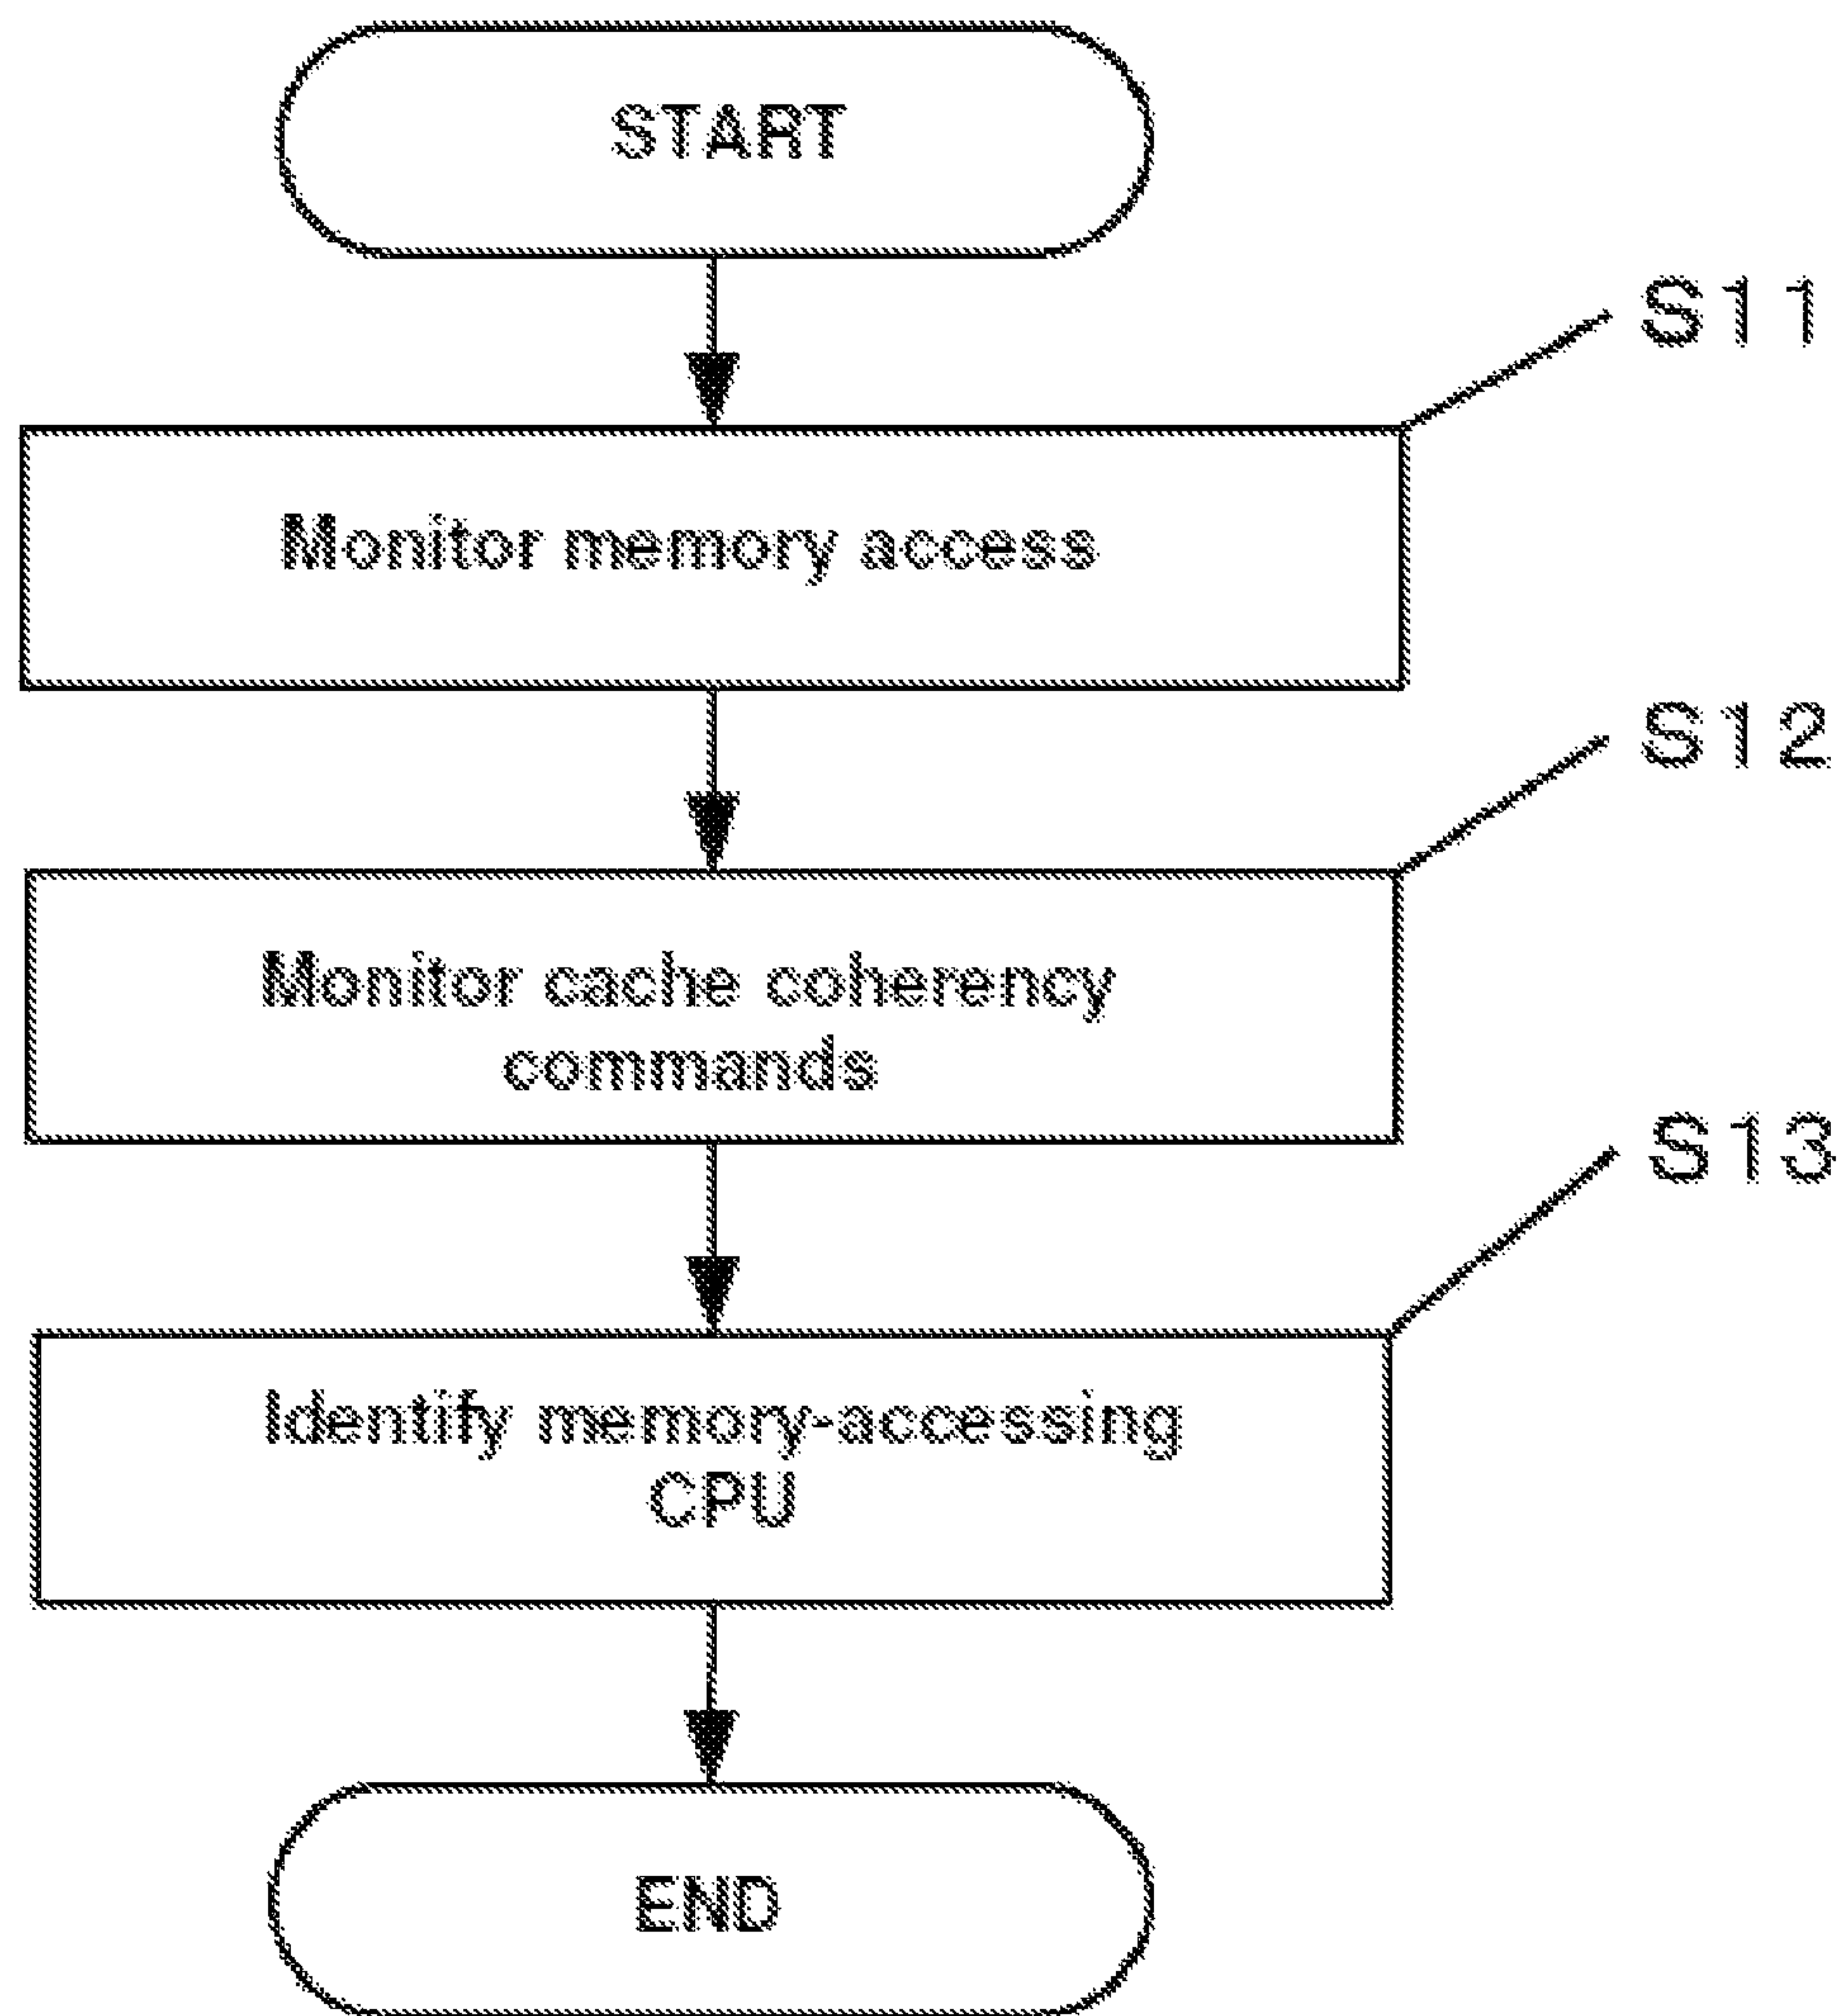 START
S11
Monitor memory access
S12
Monitor cache coherency
commands
S13
Identify memory-accessing
CPU
END